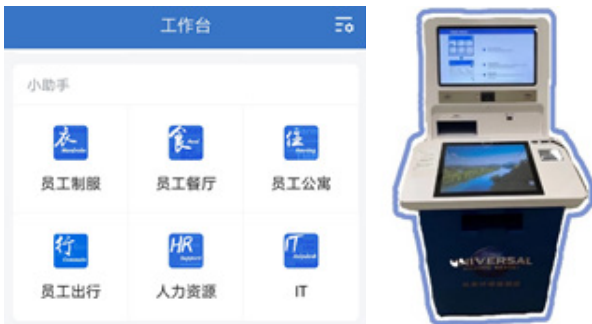 工作台
小助手
衣
食
住
员工制服
员工餐厅
员工公寓
行
HR
IT
员工出行
人力资源
IT
UNIVERSAL